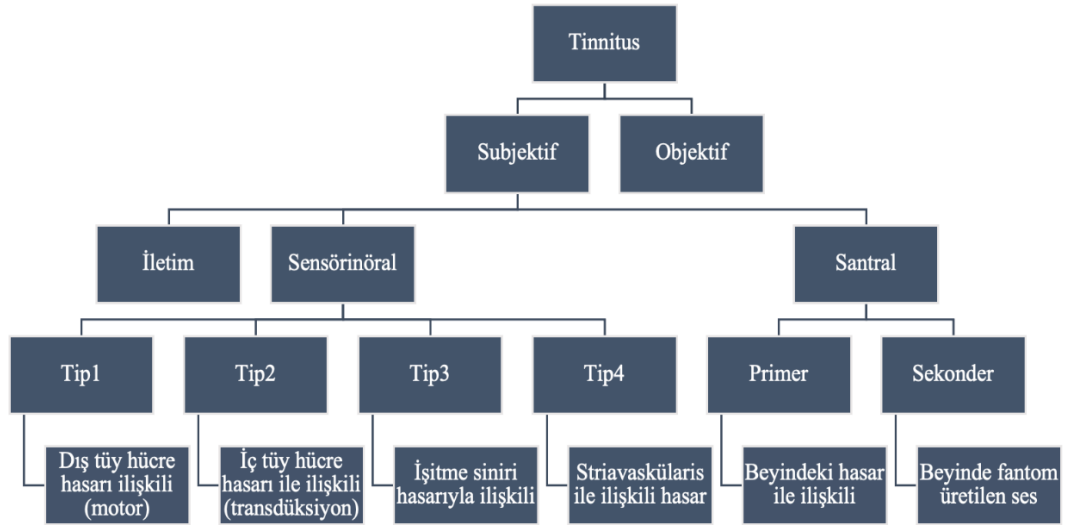 Tinnitus
Subjektif
Objektif
İletim
Sensörinöral
Santral
Tip1
Tip2
Tip3
Tip4
Primer
Sekonder
Dış tüy hücre
hasarı ilişkili
(motor)
İç tüy hücre
hasarı ile ilişkili
(transdüksiyon)
İşitme siniri
hasarıyla ilişkili
Striavaskülaris
ile ilişkili hasar
Beyindeki hasar
ile ilişkili
Beyinde fantom
üretilen ses